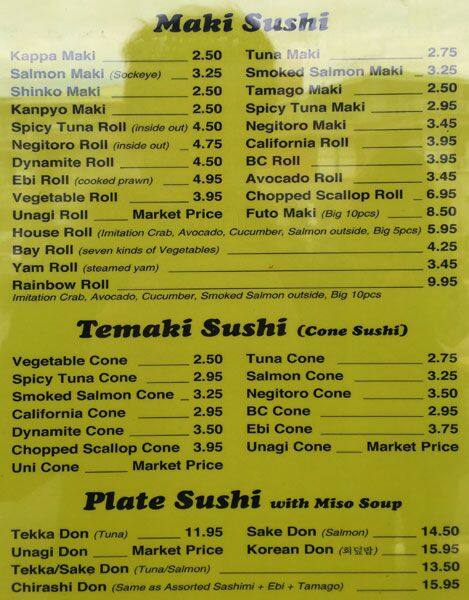 Maki Sushi
Kappa Maki 2.50
Salmon Maki (Sockeye) 3.25
Shinko Maki 2.50
Kanpyo Maki 2.50
Spicy Tuna Roll (inside out) 4.50
Negitoro Roll (inside out) 4.75
Dynamite Roll 4.50
Ebi Roll (cooked prawn) 4.95
Vegetable Roll 3.95
Unagi Roll Market Price
Tuna Maki 2.75
Smoked Salmon Maki 3.25
Tamago Maki 2.50
Spicy Tuna Maki 2.95
Negitoro Maki 3.45
California Roll 3.95
BC Roll 3.95
Avocado Roll 3.45
Chopped Scallop Roll 6.95
Futo Maki (Big 10pcs) 8.50
House Roll (Imitation Crab, Avocado, Cucumber, Salmon outside, Big 5pcs) 5.95
Bay Roll (seven kinds of Vegetables) 4.25
Yam Roll (steamed yam) 3.45
Rainbow Roll 9.95
Imitation Crab, Avocado, Cucumber, Smoked Salmon outside, Big 10pcs
Temaki Sushi (Cone Sushi)
Vegetable Cone 2.50
Spicy Tuna Cone 2.95
Smoked Salmon Cone 3.25
California Cone 2.95
Dynamite Cone 3.50
Chopped Scallop Cone 3.95
Uni Cone Market Price
Tuna Cone 2.75
Salmon Cone 3.25
Negitoro Cone 3.50
BC Cone 2.95
Ebi Cone 3.75
Unagi Cone Market Price
Plate Sushi with Miso Soup
Tekka Don (Tuna) 11.95
Unagi Don Market Price
Sake Don (Salmon) 14.50
Korean Don (회덮밥) 15.95
Tekka/Sake Don (Tuna/Salmon) 13.50
Chirashi Don (Same as Assorted Sashimi + Ebi + Tamago) 15.95